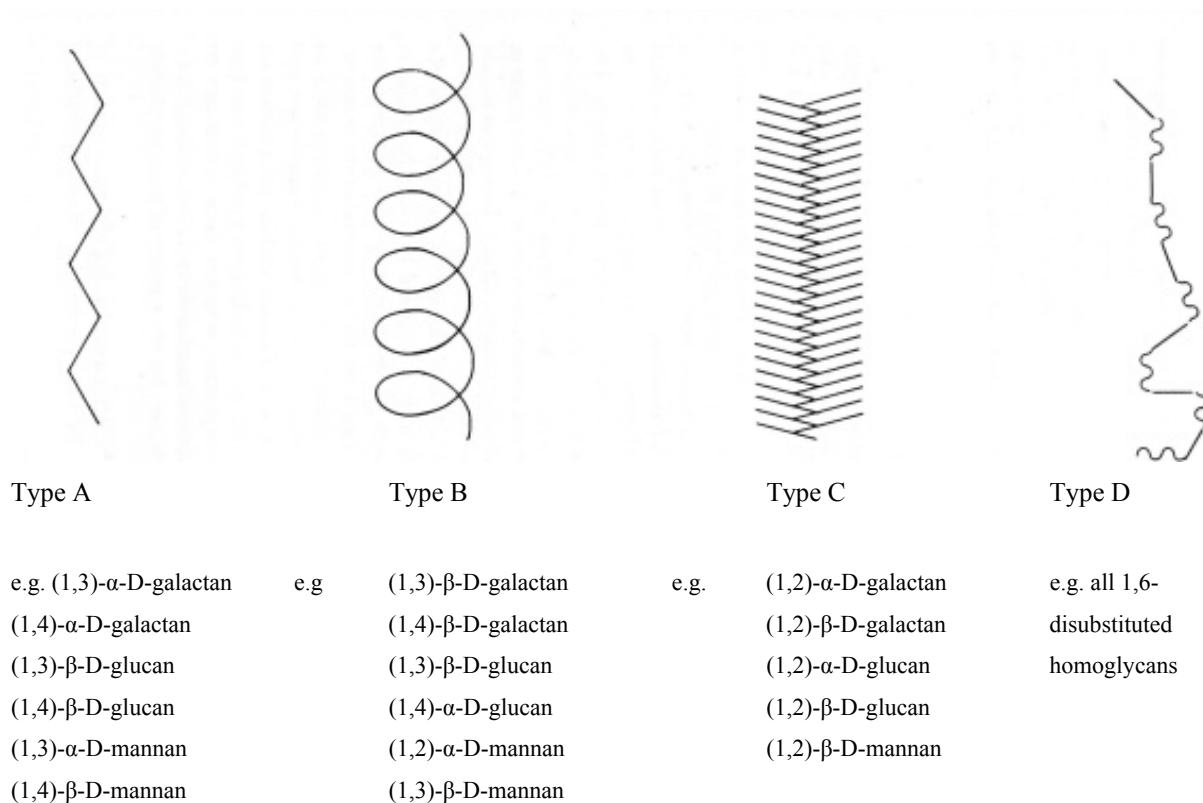 Type A Type B Type C Type D
e.g. (1,3)-α-D-galactan e.g (1,3)-β-D-galactan e.g. (1,2)-α-D-galactan e.g. all 1,6-
(1,4)-α-D-galactan (1,4)-β-D-galactan (1,2)-β-D-galactan disubstituted
(1,3)-β-D-glucan (1,3)-β-D-glucan (1,2)-α-D-glucan homoglycans
(1,4)-β-D-glucan (1,4)-α-D-glucan (1,2)-β-D-glucan
(1,3)-α-D-mannan (1,2)-α-D-mannan (1,2)-β-D-mannan
(1,4)-β-D-mannan (1,3)-β-D-mannan